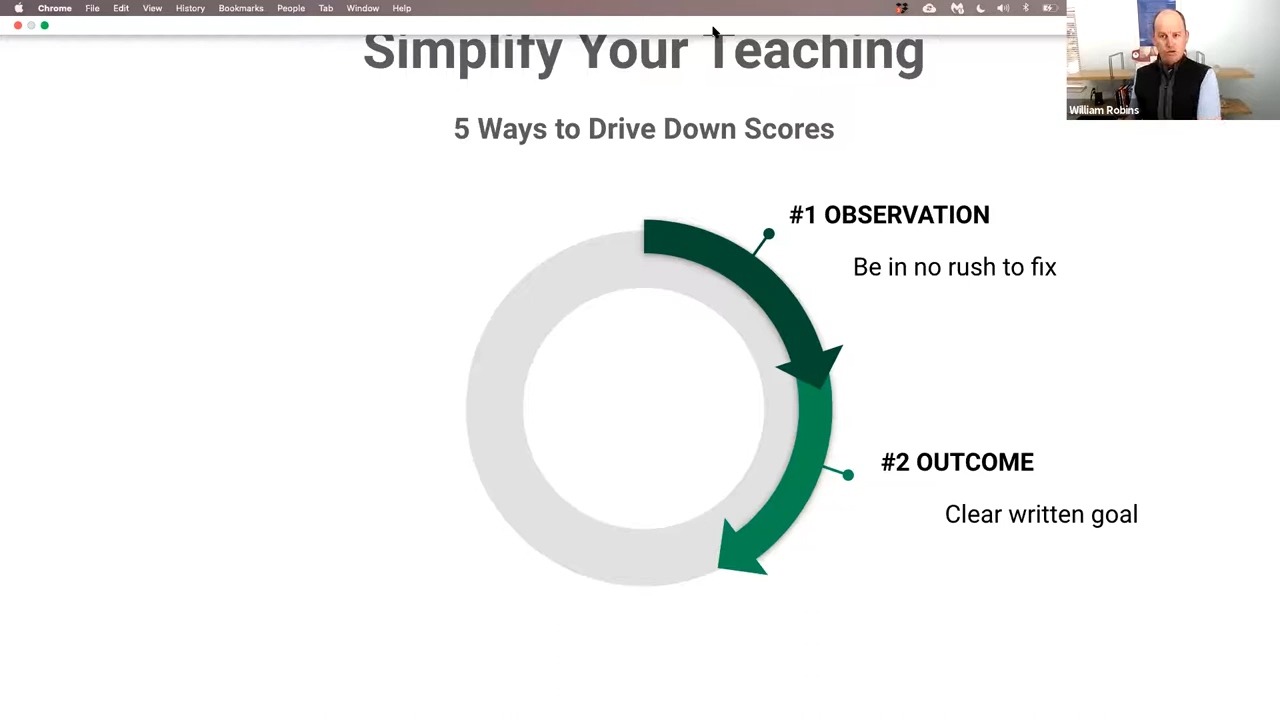 Chrome File Edit View History Bookmarks People Tab Window Help
Simplify Your Teaching
William Robins
5 Ways to Drive Down Scores
#1 OBSERVATION
Be in no rush to fix
#2 OUTCOME
Clear written goal